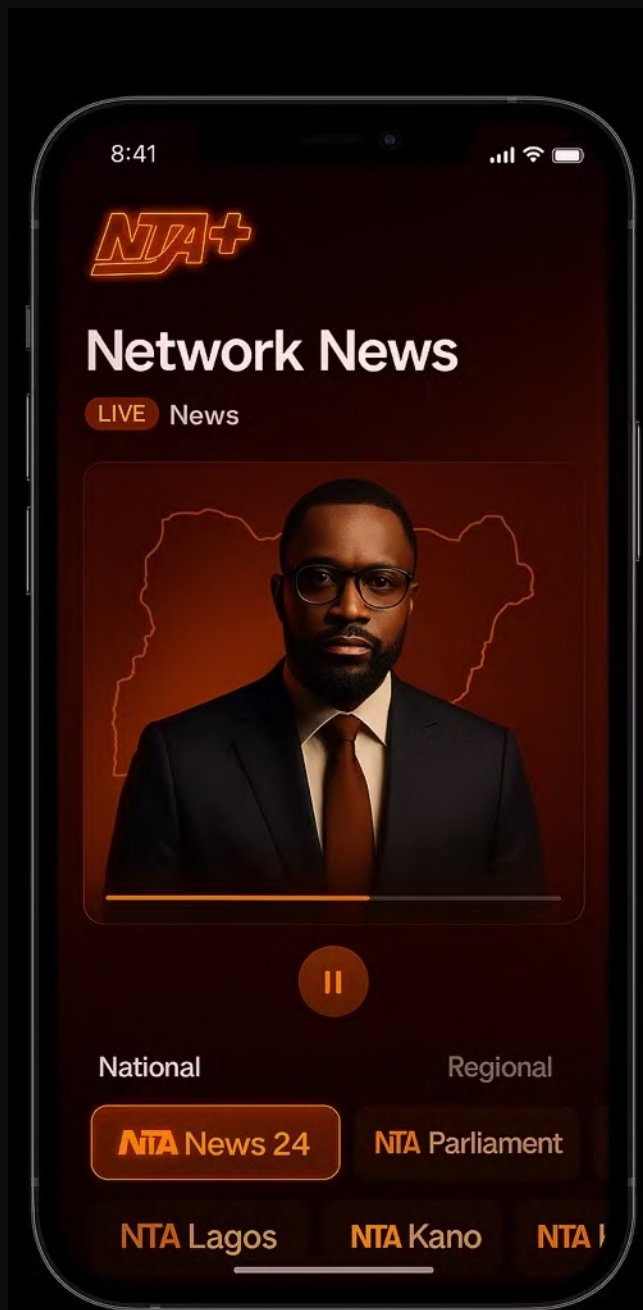 8:41
NTA+
Network News
LIVE News
National Regional
NTA News 24 NTA Parliament
NTA Lagos NTA Kano NTA